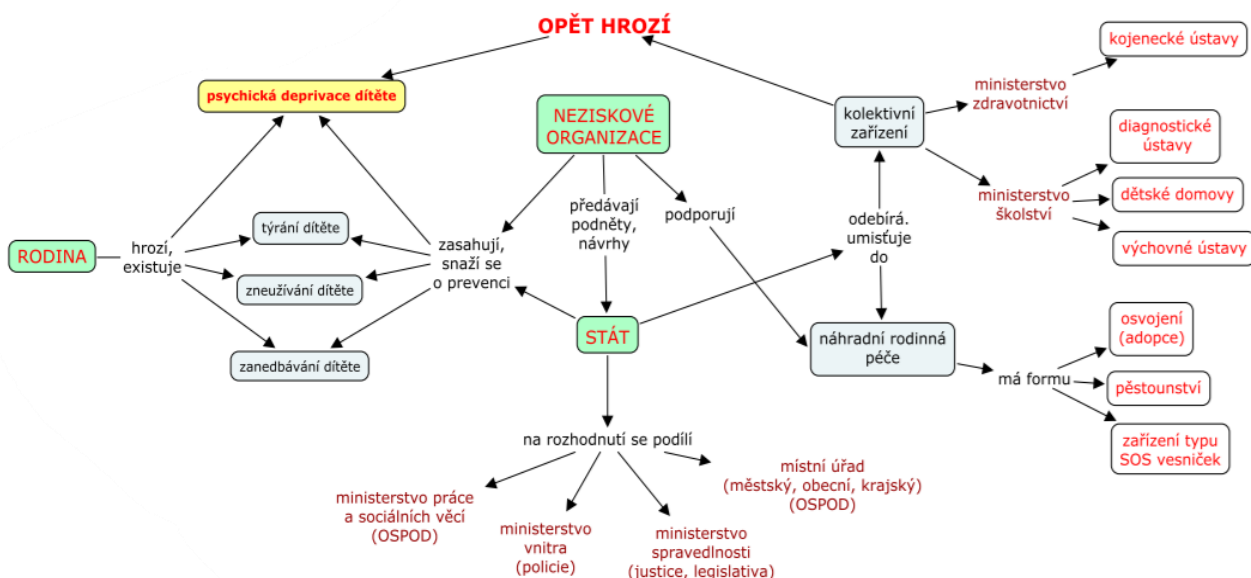 OPĚT HROZÍ
psychická deprivace dítěte
NEZISKOVÉ
ORGANIZACE
kolektivní
zařízení
ministerstvo
zdravotnictví
kojenecké ústavy
diagnostické
ústavy
ministerstvo
školství
dětské domovy
výchovné ústavy
RODINA
hrozí,
existuje
týrání dítěte
zneužívání dítěte
zanedbávání dítěte
zasahují,
snaží se
o prevenci
předávají
podněty,
návrhy
podporují
odebírá.
umisťuje
do
STÁT
náhradní rodinná
péče
má formu
osvojení
(adopce)
pěstounství
zařízení typu
SOS vesniček
na rozhodnutí se podílí
ministerstvo práce
a sociálních věcí
(OSPOD)
ministerstvo
vnitra
(policie)
ministerstvo
spravedlnosti
(justice, legislativa)
místní úřad
(městský, obecní, krajský)
(OSPOD)